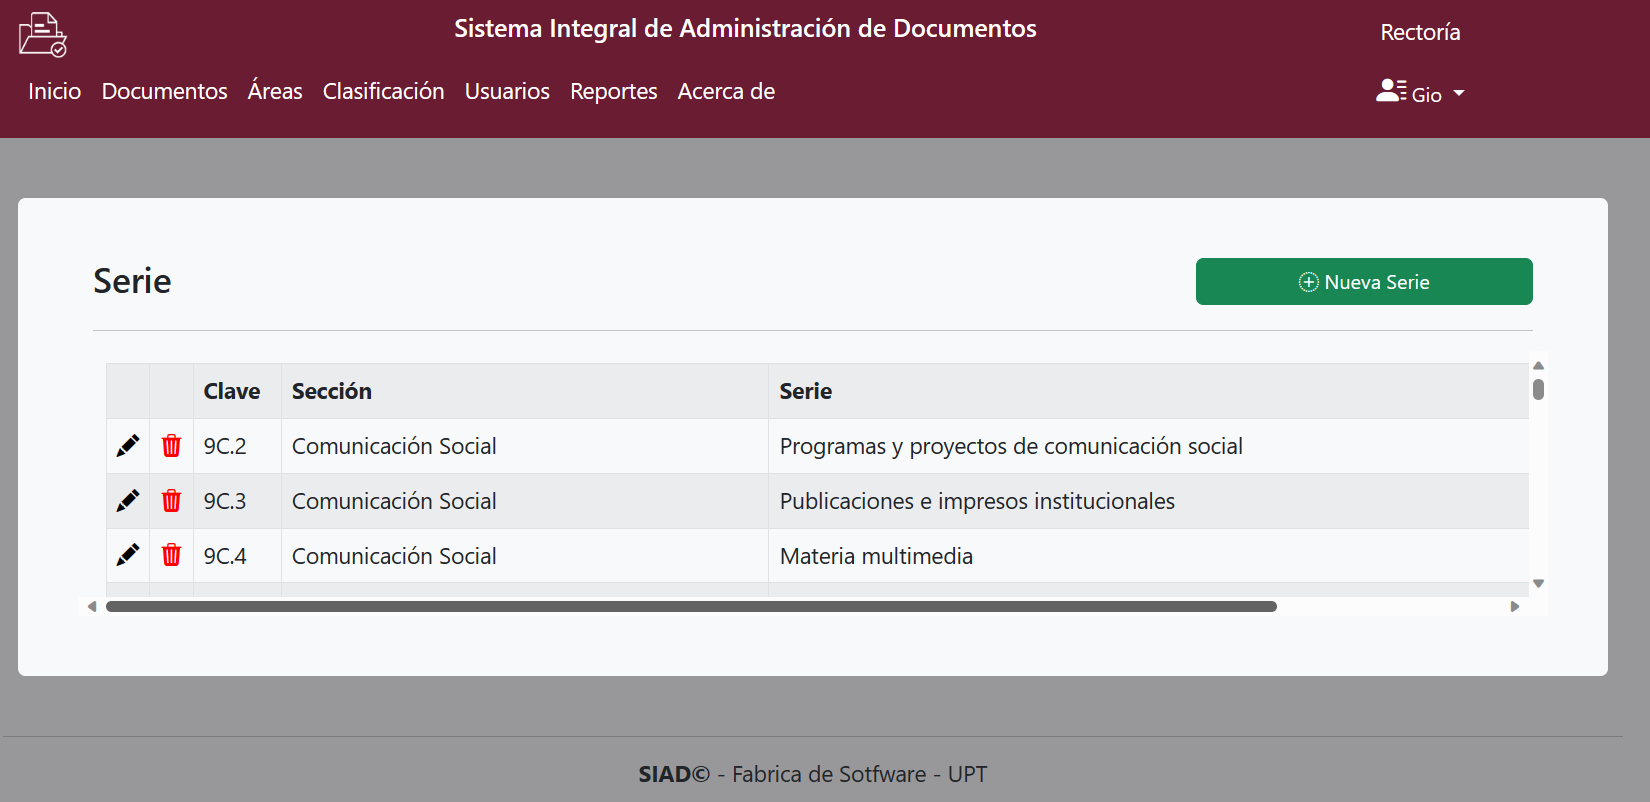 Sistema Integral de Administración de Documentos
Rectoría
Inicio Documentos Áreas Clasificación Usuarios Reportes Acerca de
Gio
Serie
Nueva Serie
Clave Sección Serie
9C.2 Comunicación Social Programas y proyectos de comunicación social
9C.3 Comunicación Social Publicaciones e impresos institucionales
9C.4 Comunicación Social Materia multimedia
SIAD© - Fabrica de Sotfware - UPT